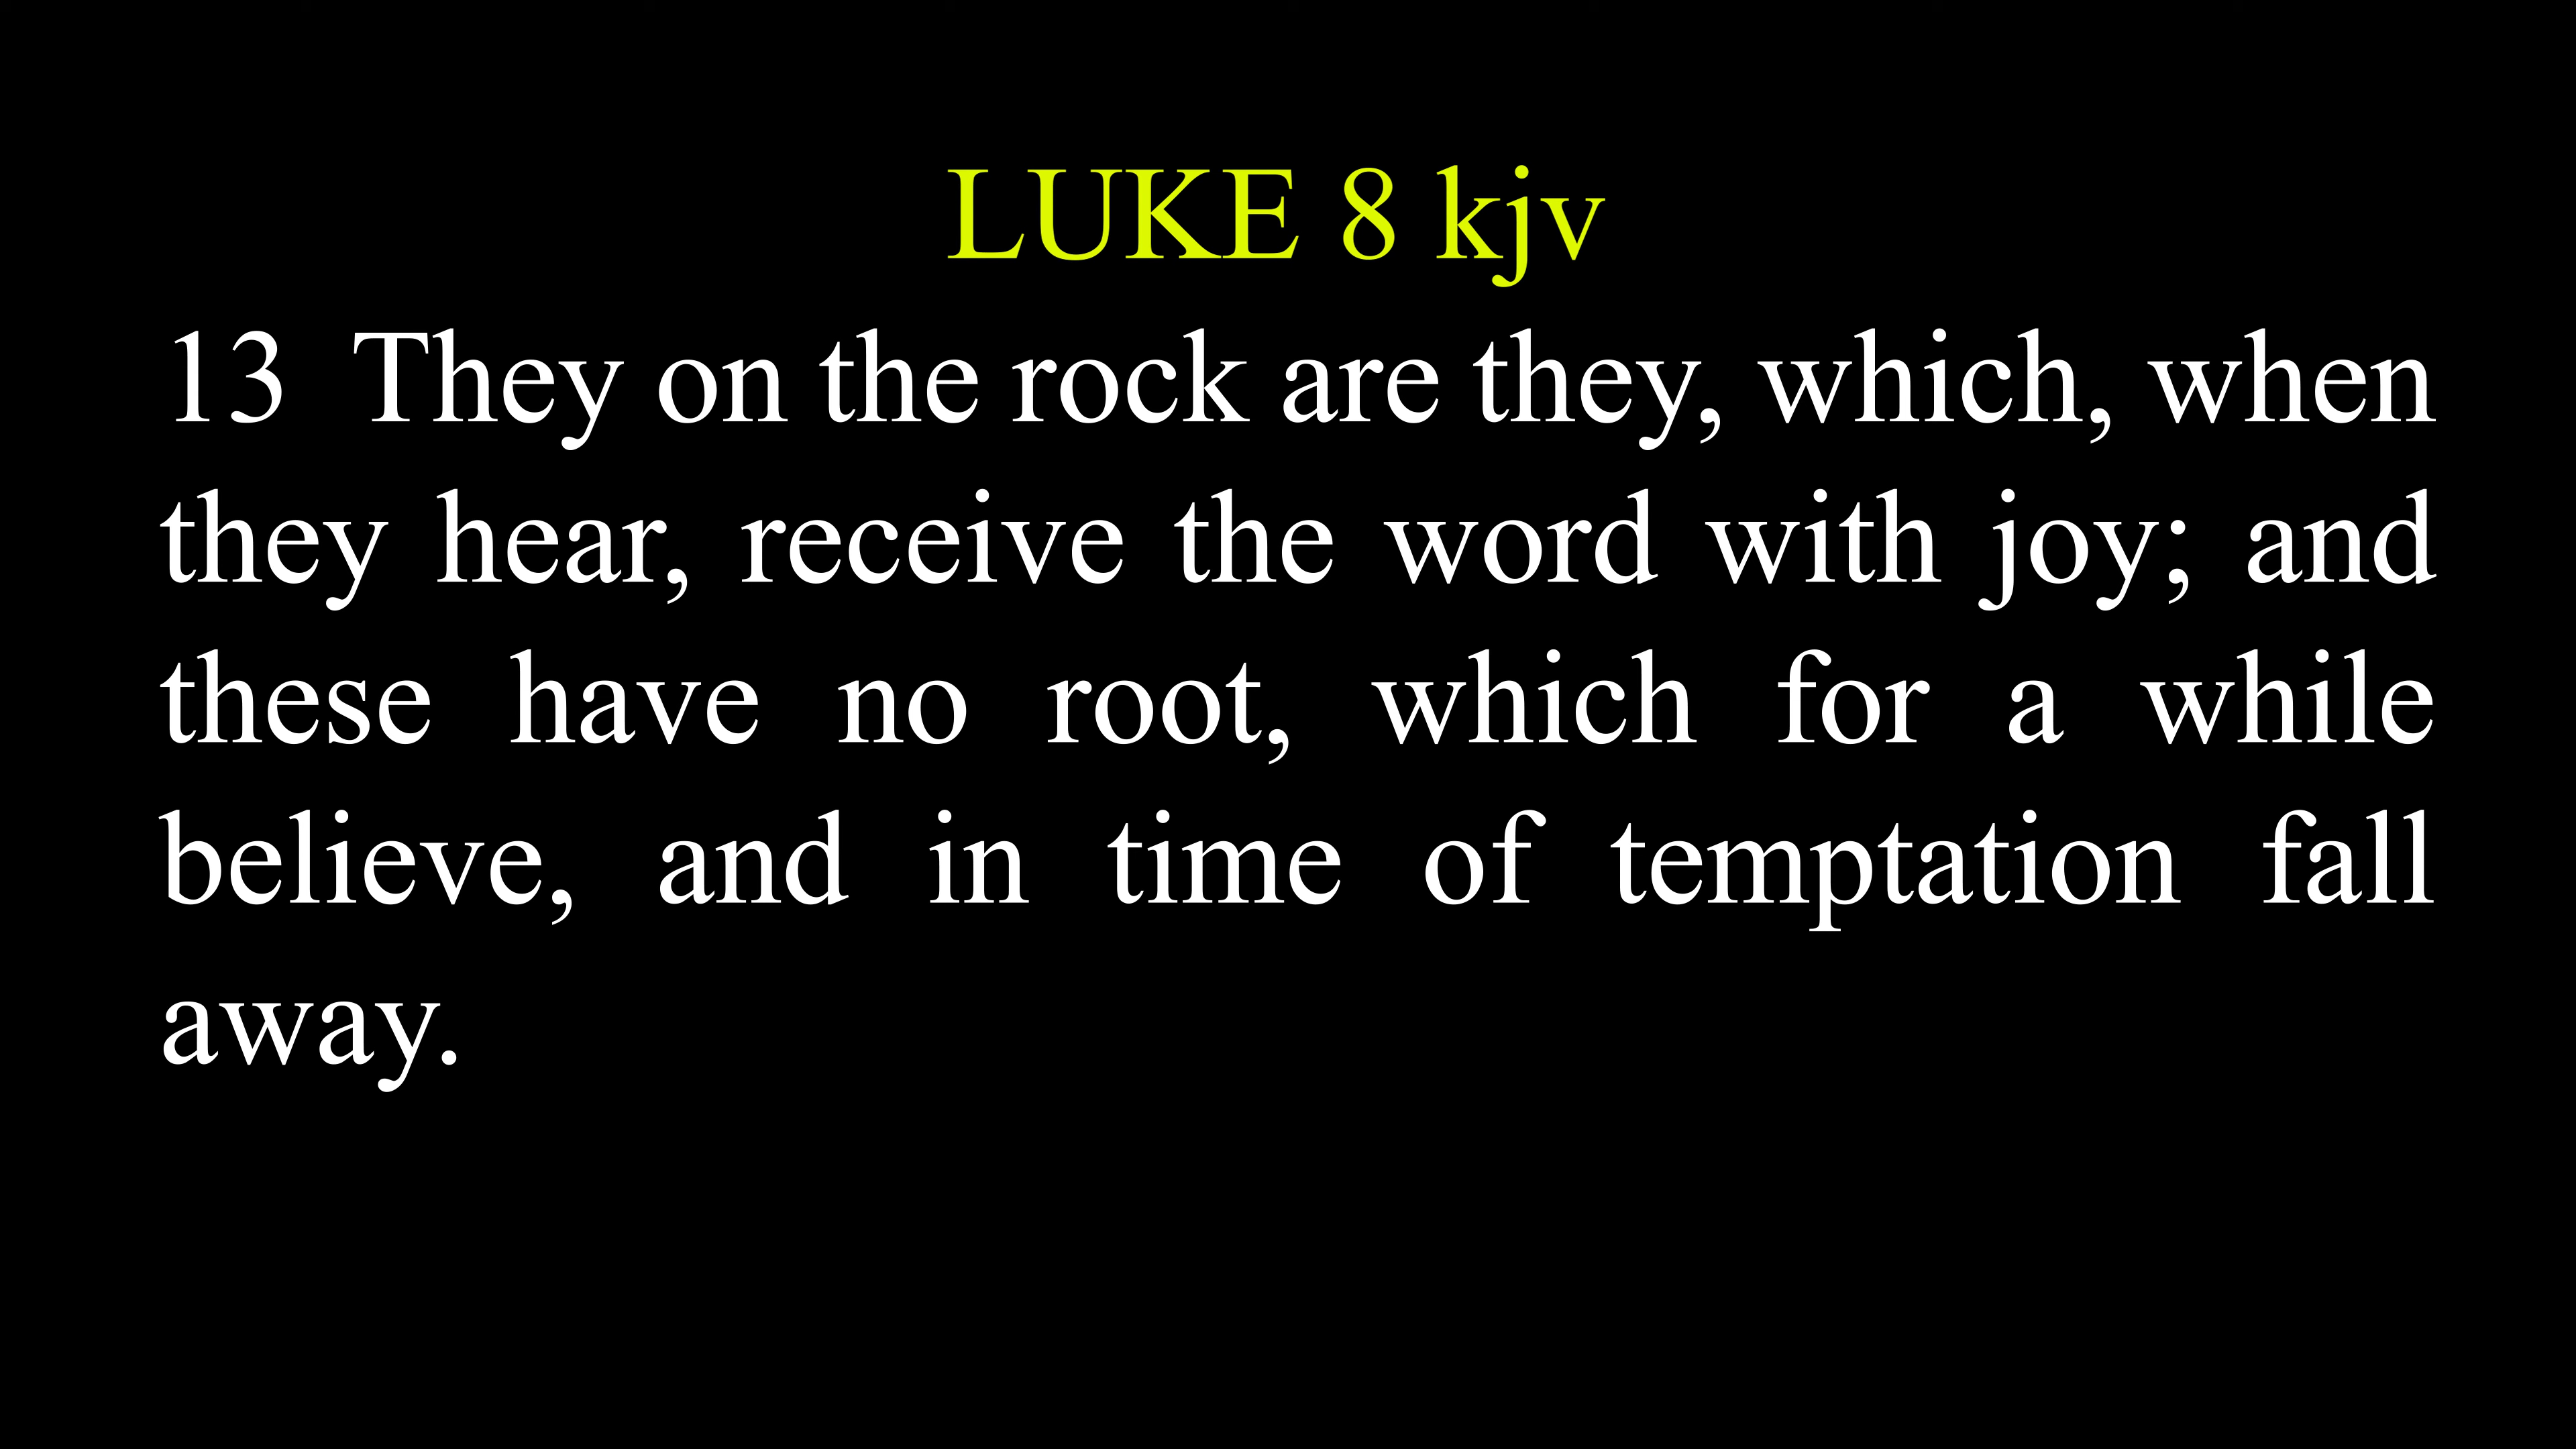 LUKE 8 kjv
13 They on the rock are they, which, when
they hear, receive the word with joy; and
these have no root, which for a while
believe, and in time of temptation fall
away.